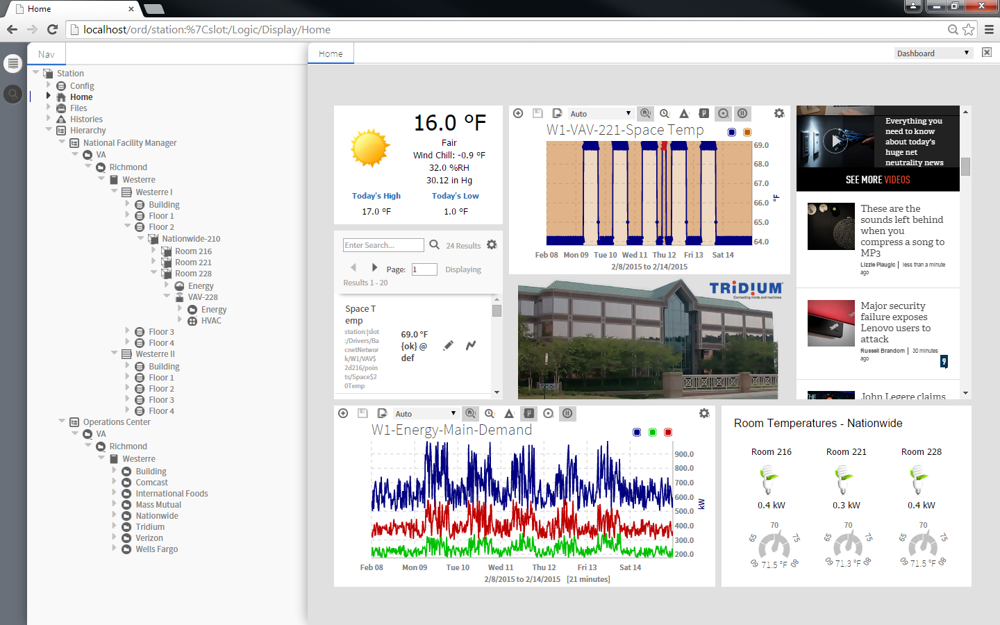 Home
localhost/ord/station:%7Cslot:/Logic/Display/Home
Nav
Station
Config
Home
Files
Histories
Hierarchy
National Facility Manager
VA
Richmond
Westerre
Westerre I
Building
Floor 1
Floor 2
Nationwide-210
Room 216
Room 221
Room 228
Energy
VAV-228
Energy
HVAC
Floor 3
Floor 4
Westerre II
Building
Floor 1
Floor 2
Floor 3
Floor 4
Operations Center
VA
Richmond
Westerre
Building
Comcast
International Foods
Mass Mutual
Nationwide
Tridium
Verizon
Wells Fargo
Home
Dashboard
16.0 °F
Fair
Wind Chill: -0.9 °F
32.0 %RH
30.12 in Hg
Today's High Today's Low
17.0 °F 1.0 °F
Enter Search...
24 Results
Page: 1 Displaying
Results 1 - 20
Space T
emp
station:|slot
:/Drivers/Ba
cnetNetwor
k/W1/VAV$
2d216/poin
ts/Space$2
0Temp
69.0 °F
{ok} @
def
Auto
W1-VAV-221-Space Temp
69.0
68.0
67.0
66.0
65.0
64.0
°F
Feb 08 Mon 09 Tue 10 Wed 11 Thu 12 Fri 13 Sat 14
2/8/2015 to 2/14/2015
TRiDiUM
Connecting minds and machines
Everything you
need to know
about today's
huge net
neutrality news
SEE MORE VIDEOS
These are the
sounds left behind
when you
compress a song to
MP3
Lizzie Plaugic | less than a minute
ago
Major security
failure exposes
Lenovo users to
attack
Russell Brandom | 30 minutes
ago
9
THE
John Legere claims
Auto
W1-Energy-Main-Demand
900.0
800.0
700.0
600.0
500.0
400.0
300.0
200.0
kW
Feb 08 Mon 09 Tue 10 Wed 11 Thu 12 Fri 13 Sat 14
2/8/2015 to 2/14/2015 [21 minutes]
Room Temperatures - Nationwide
Room 216 Room 221 Room 228
0.4 kW 0.3 kW 0.4 kW
60 65 70 75 80
71.5 °F
60 65 70 75 80
71.3 °F
60 65 70 75 80
71.5 °F